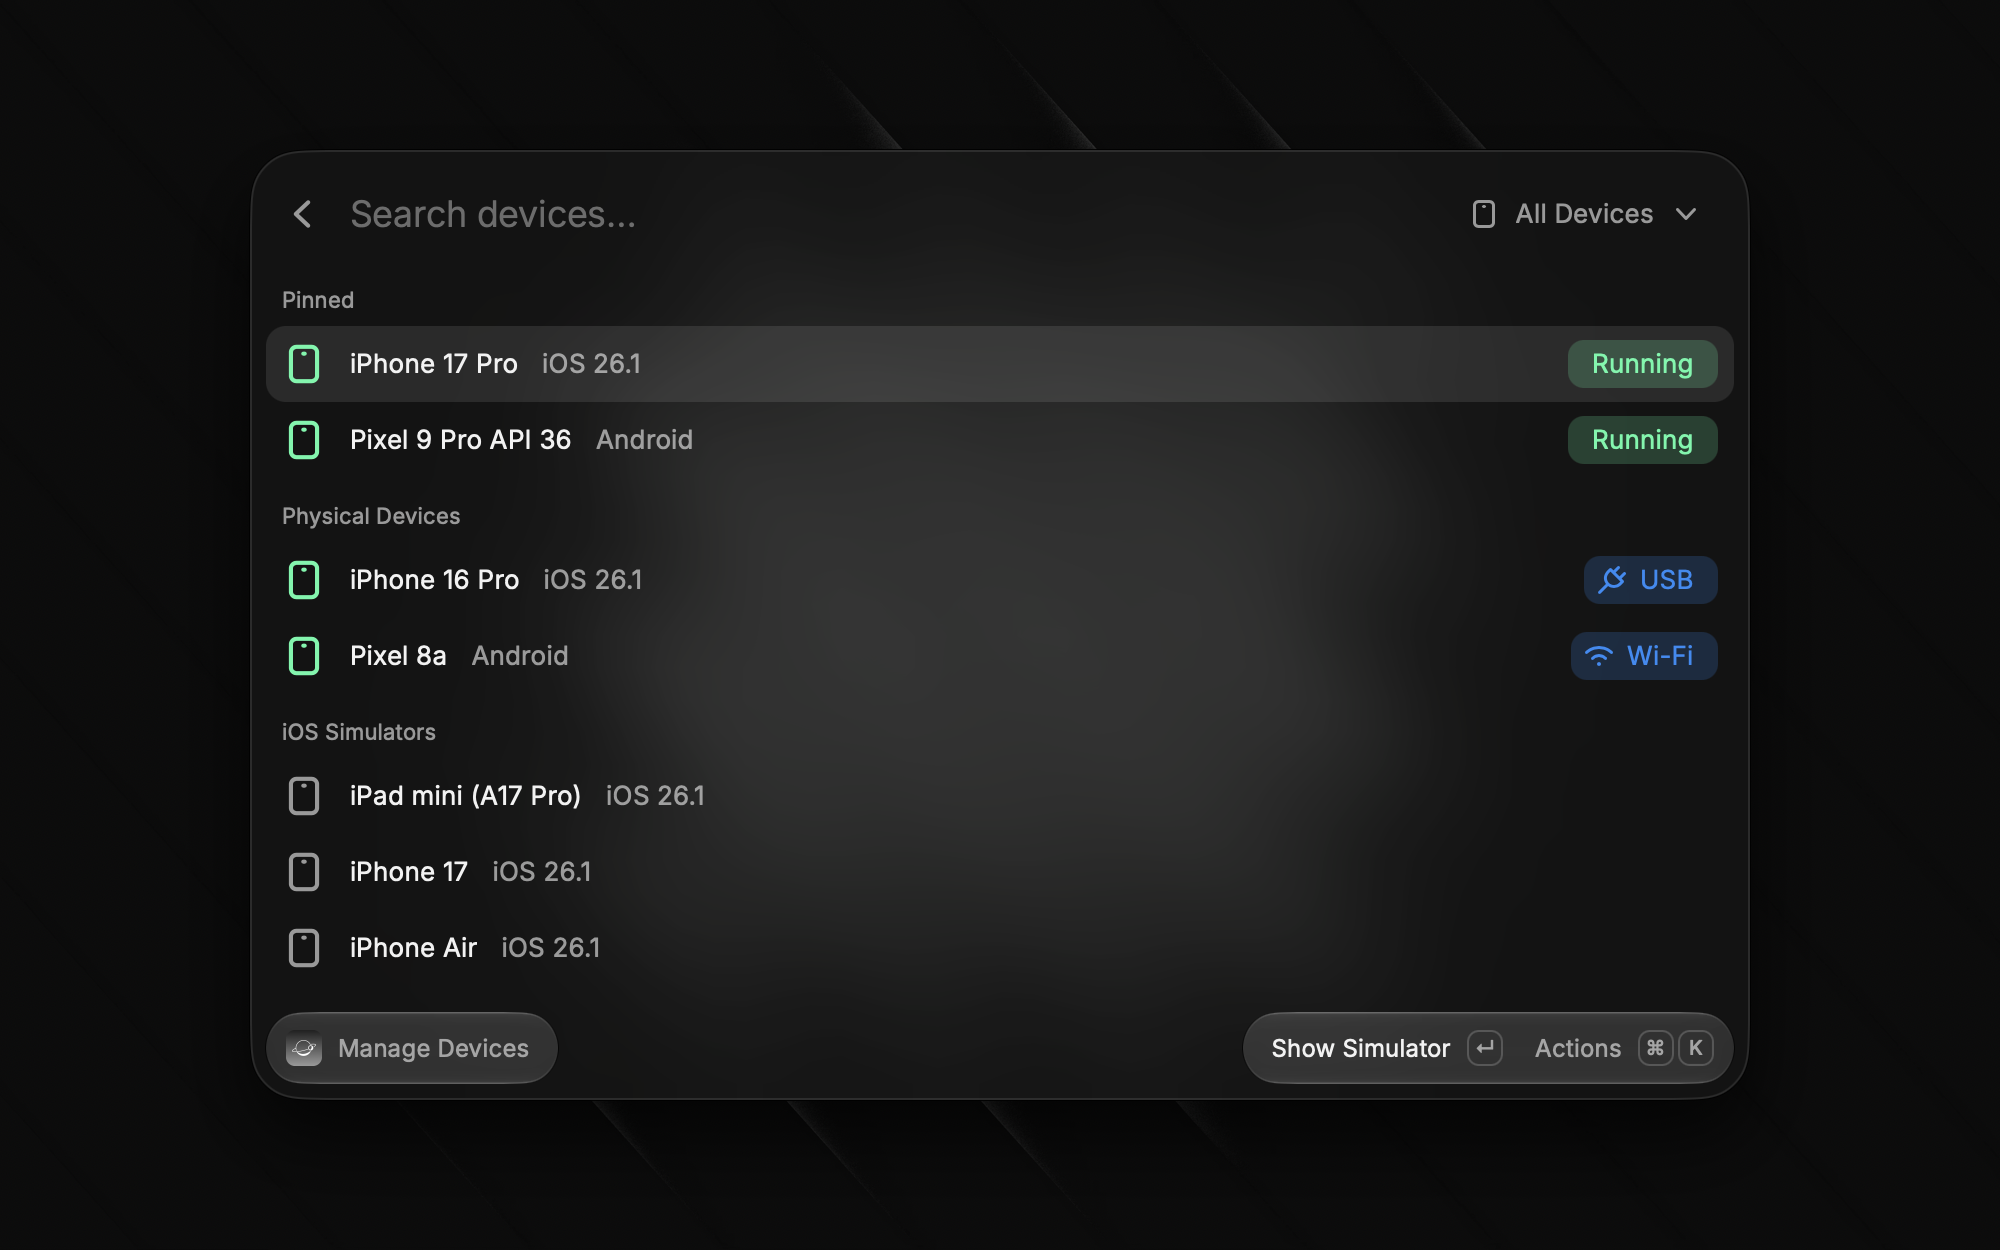 Search devices...
All Devices
Pinned
iPhone 17 Pro iOS 26.1 Running
Pixel 9 Pro API 36 Android Running
Physical Devices
iPhone 16 Pro iOS 26.1 USB
Pixel 8a Android Wi-Fi
iOS Simulators
iPad mini (A17 Pro) iOS 26.1
iPhone 17 iOS 26.1
iPhone Air iOS 26.1
Manage Devices
Show Simulator ↵ Actions ⌘ K